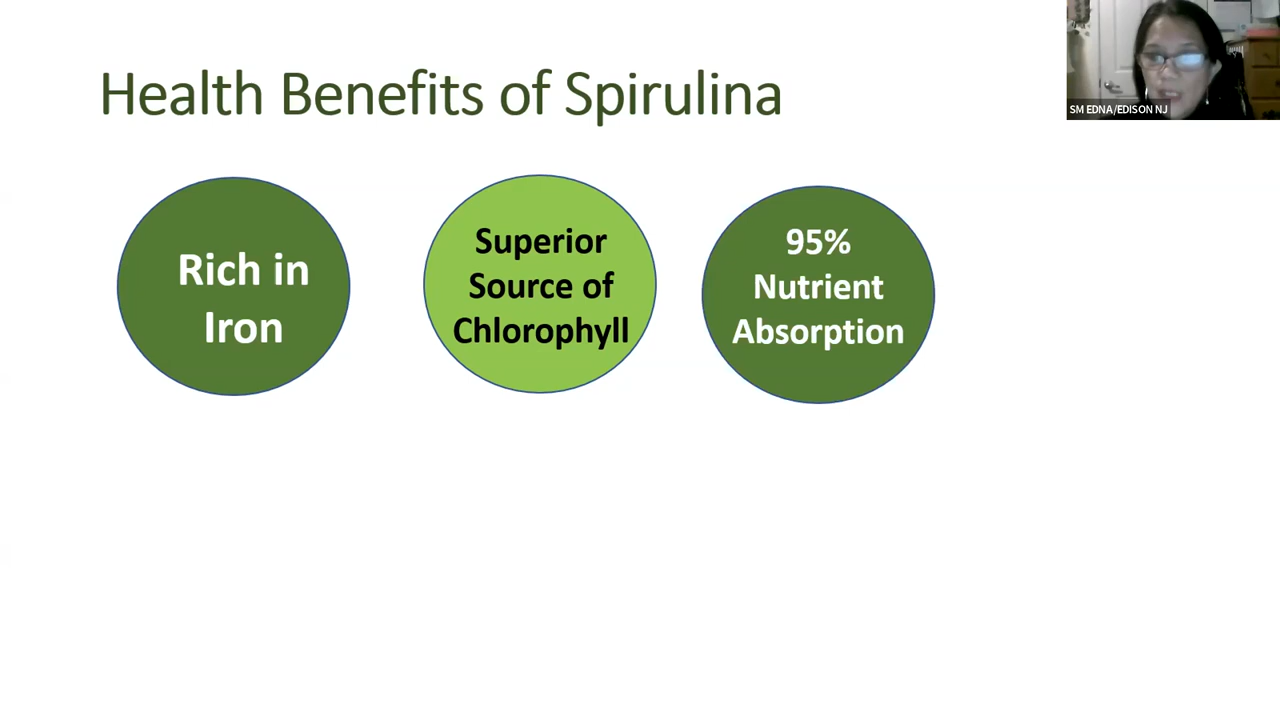 Health Benefits of Spirulina
SM EDNA/EDISON NJ
Rich in
Iron
Superior
Source of
Chlorophyll
95%
Nutrient
Absorption